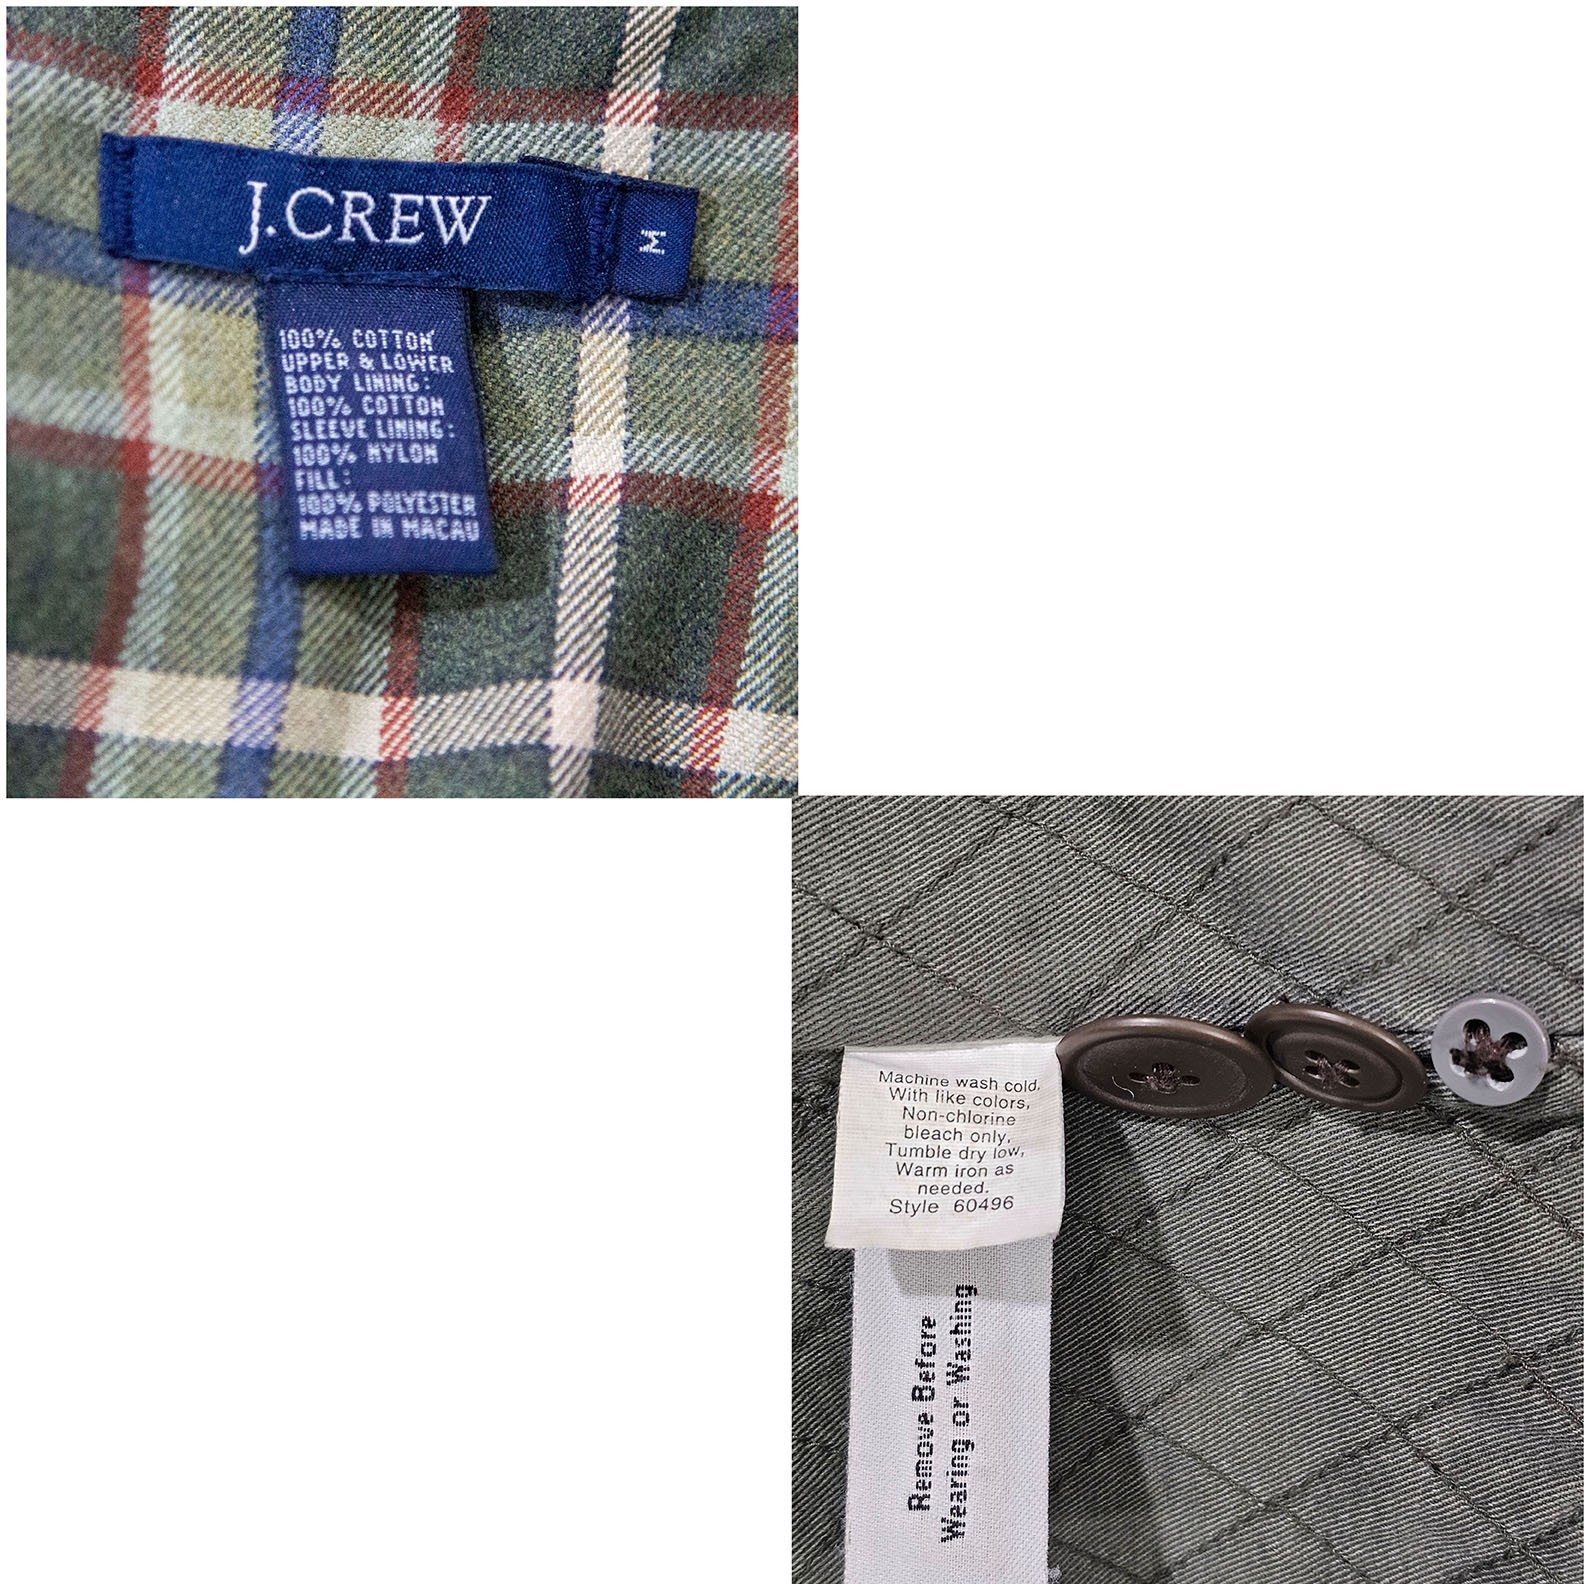 J.CREW
M
100% COTTON
UPPER & LOWER
BODY LINING:
100% COTTON
SLEEVE LINING:
100% NYLON
FILL:
100% POLYESTER
MADE IN MACAU
Machine wash cold,
With like colors,
Non-chlorine
bleach only,
Tumble dry low,
Warm iron as
needed.
Style 60496
Remove Before
Wearing or Washing